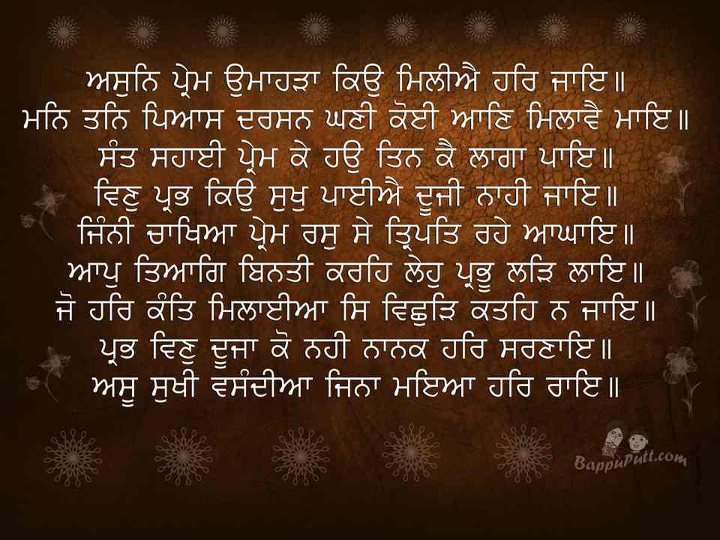 ਅਸੁਨਿ ਪ੍ਰੇਮ ਉਮਾਹੜਾ ਕਿਉ ਮਿਲੀਐ ਹਰਿ ਜਾਇ॥
ਮਨਿ ਤਨਿ ਪਿਆਸ ਦਰਸਨ ਘਣੀ ਕੋਈ ਆਣਿ ਮਿਲਾਵੈ ਮਾਇ॥
ਸੰਤ ਸਹਾਈ ਪ੍ਰੇਮ ਕੇ ਹਉ ਤਿਨ ਕੈ ਲਾਗਾ ਪਾਇ॥
ਵਿਣੁ ਪ੍ਰਭ ਕਿਉ ਸੁਖੁ ਪਾਈਐ ਦੂਜੀ ਨਾਹੀ ਜਾਇ॥
ਜਿੰਨੀ ਚਾਖਿਆ ਪ੍ਰੇਮ ਰਸੁ ਸੇ ਤ੍ਰਿਪਤਿ ਰਹੇ ਆਘਾਇ॥
ਆਪੁ ਤਿਆਗਿ ਬਿਨਤੀ ਕਰਹਿ ਲੇਹੁ ਪ੍ਰਭੂ ਲੜਿ ਲਾਇ॥
ਜੋ ਹਰਿ ਕੰਤਿ ਮਿਲਾਈਆ ਸਿ ਵਿਛੁੜਿ ਕਤਹਿ ਨ ਜਾਇ॥
ਪ੍ਰਭ ਵਿਣੁ ਦੂਜਾ ਕੋ ਨਹੀ ਨਾਨਕ ਹਰਿ ਸਰਣਾਇ॥
ਅਸੂ ਸੁਖੀ ਵਸੰਦੀਆ ਜਿਨਾ ਮਇਆ ਹਰਿ ਰਾਇ॥
BappuPutt.com